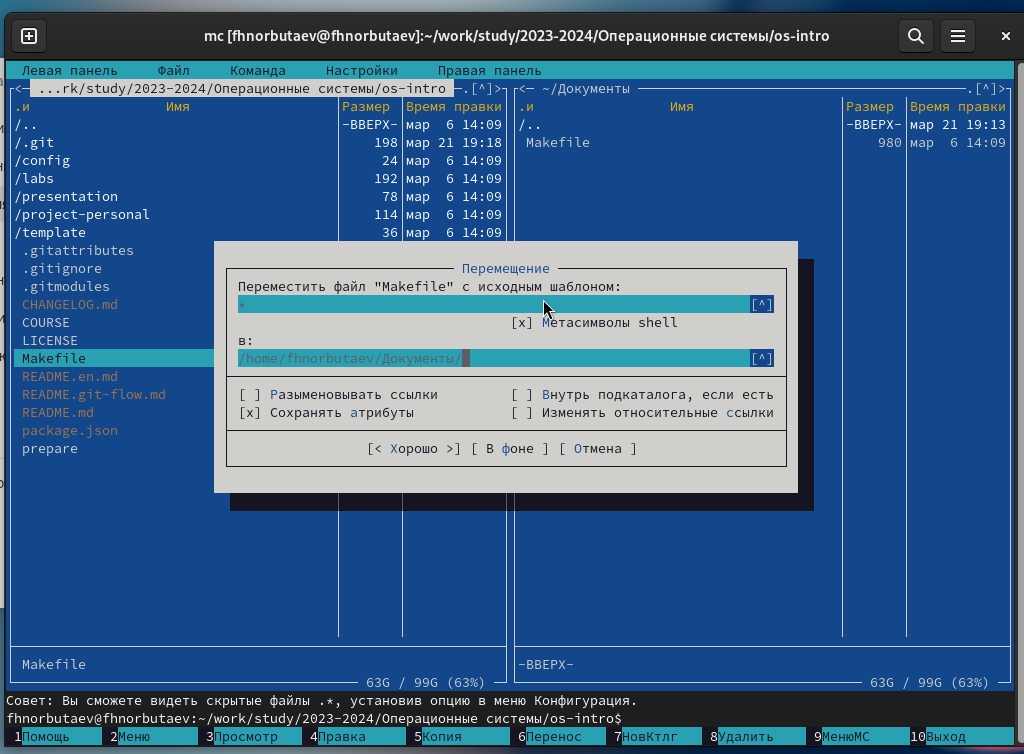 mc [fhnorbutaev@fhnorbutaev]:~/work/study/2023-2024/Операционные системы/os-intro
Левая панель Файл Команда Настройки Правая панель
<─ ...rk/study/2023-2024/Операционные системы/os-intro ─.[^]>
.и Имя Размер Время правки
/.. -ВВЕРХ- мар 6 14:09
/.git 198 мар 21 19:18
/config 24 мар 6 14:09
/labs 192 мар 6 14:09
/presentation 78 мар 6 14:09
/project-personal 114 мар 6 14:09
/template 36 мар 6 14:09
.gitattributes
.gitignore
.gitmodules
CHANGELOG.md
COURSE
LICENSE
Makefile
README.en.md
README.git-flow.md
README.md
package.json
prepare
Makefile
63G / 99G (63%)
<─ ~/Документы ─.[^]>
.и Имя Размер Время правки
/.. -ВВЕРХ- мар 21 19:13
Makefile 980 мар 6 14:09
-ВВЕРХ-
63G / 99G (63%)
Перемещение
Переместить файл "Makefile" с исходным шаблоном:
* [^]
[x] Метасимволы shell
в:
/home/fhnorbutaev/Документы/ [^]
[ ] Разыменовывать ссылки [ ] Внутрь подкаталога, если есть
[x] Сохранять атрибуты [ ] Изменять относительные ссылки
[< Хорошо >] [ В фоне ] [ Отмена ]
Совет: Вы сможете видеть скрытые файлы .*, установив опцию в меню Конфигурация.
fhnorbutaev@fhnorbutaev:~/work/study/2023-2024/Операционные системы/os-intro$
1Помощь 2Меню 3Просмотр 4Правка 5Копия 6Перенос 7НовКтлг 8Удалить 9МенюМС 10Выход